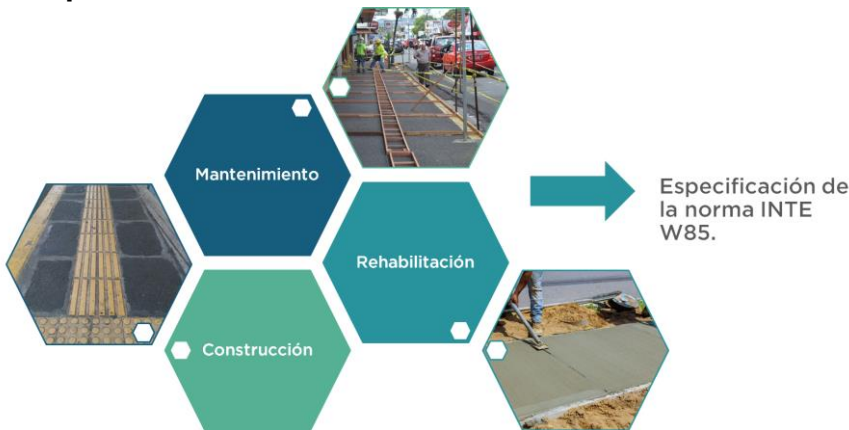 Mantenimiento
Rehabilitación
Construcción
Especificación de
la norma INTE
W85.